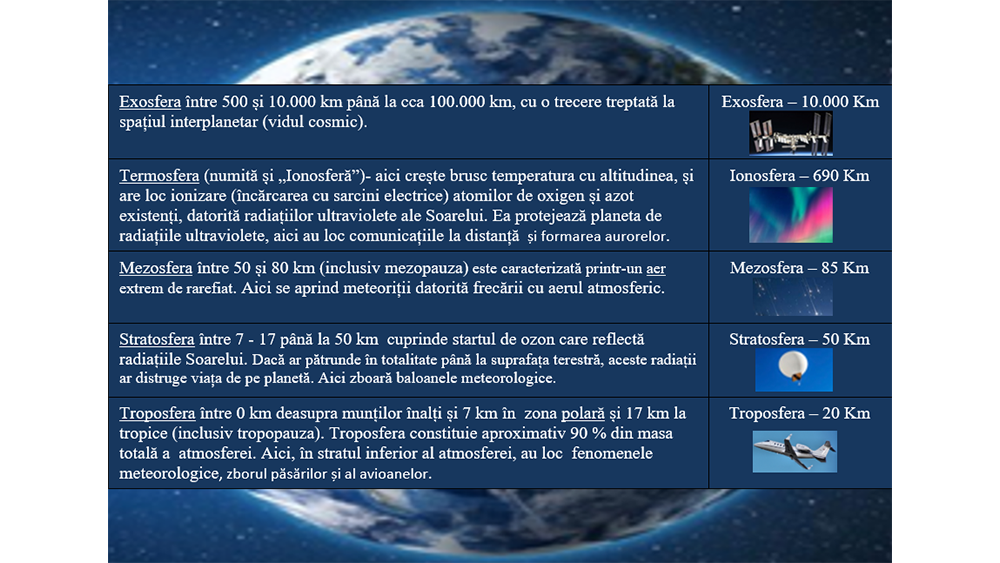 Exosfera între 500 și 10.000 km până la cca 100.000 km, cu o trecere treptată la
spațiul interplanetar (vidul cosmic).
Exosfera – 10.000 Km
Termosfera (numită și „Ionosferă”)- aici crește brusc temperatura cu altitudinea, și
are loc ionizare (încărcarea cu sarcini electrice) atomilor de oxigen și azot
existenți, datorită radiațiilor ultraviolete ale Soarelui. Ea protejează planeta de
radiațiile ultraviolete, aici au loc comunicațiile la distanță și formarea aurorelor.
Ionosfera – 690 Km
Mezosfera între 50 și 80 km (inclusiv mezopauza) este caracterizată printr-un aer
extrem de rarefiat. Aici se aprind meteoriții datorită frecării cu aerul atmosferic.
Mezosfera – 85 Km
Stratosfera între 7 - 17 până la 50 km cuprinde startul de ozon care reflectă
radiațiile Soarelui. Dacă ar pătrunde în totalitate până la suprafața terestră, aceste radiații
ar distruge viața de pe planetă. Aici zboară baloanele meteorologice.
Stratosfera – 50 Km
Troposfera între 0 km deasupra munților înalți și 7 km în zona polară și 17 km la
tropice (inclusiv tropopauza). Troposfera constituie aproximativ 90 % din masa
totală a atmosferei. Aici, în stratul inferior al atmosferei, au loc fenomenele
meteorologice, zborul păsărilor și al avioanelor.
Troposfera – 20 Km